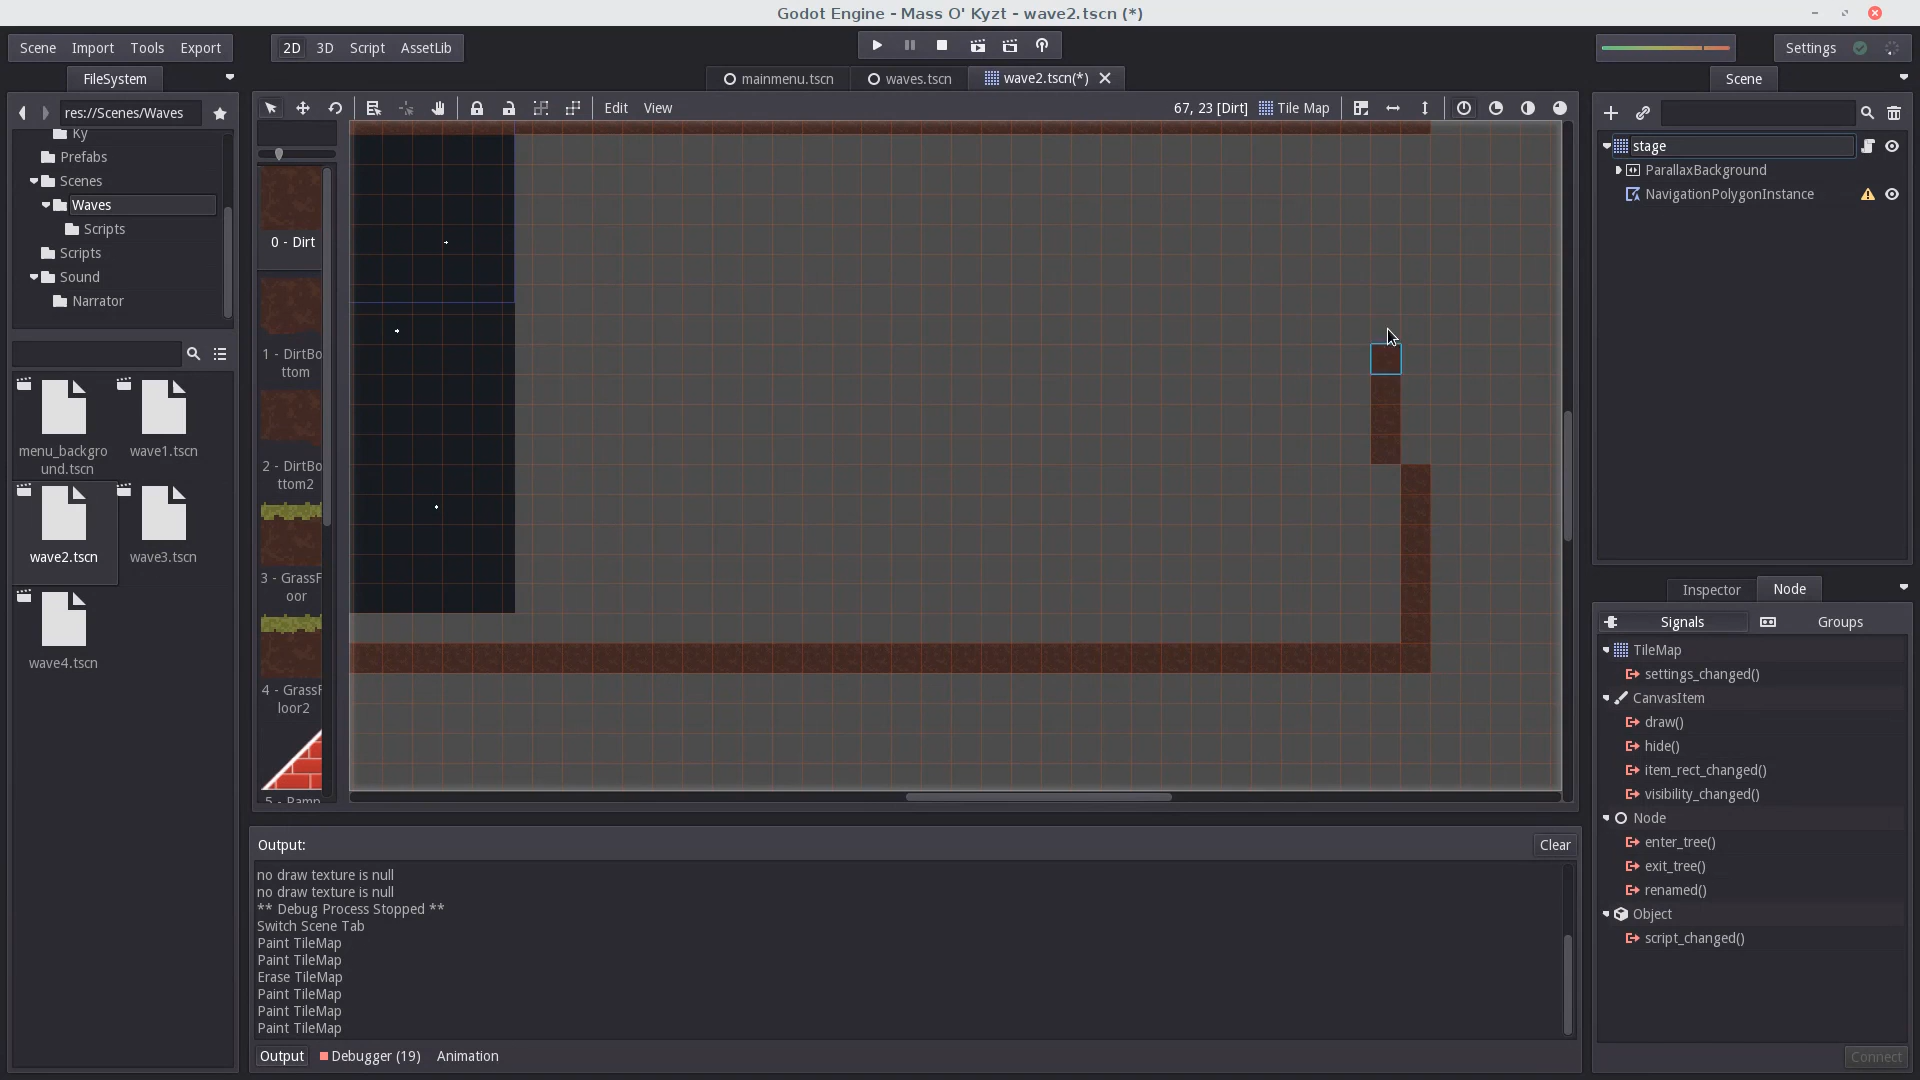 Godot Engine - Mass O' Kyzt - wave2.tscn (*)
Scene Import Tools Export
2D 3D Script AssetLib
Settings
FileSystem
mainmenu.tscn
waves.tscn
wave2.tscn(*)
Scene
res://Scenes/Waves
Edit View
67, 23 [Dirt] Tile Map
Ky
Prefabs
Scenes
Waves
Scripts
Scripts
Sound
Narrator
menu_backgro
und.tscn
wave1.tscn
wave2.tscn
wave3.tscn
wave4.tscn
0 - Dirt
1 - DirtBo
ttom
2 - DirtBo
ttom2
3 - GrassF
oor
4 - GrassF
loor2
5 - Ramp
stage
ParallaxBackground
NavigationPolygonInstance
Inspector Node
Signals Groups
TileMap
settings_changed()
CanvasItem
draw()
hide()
item_rect_changed()
visibility_changed()
Node
enter_tree()
exit_tree()
renamed()
Object
script_changed()
Connect
Output:
Clear
no draw texture is null
no draw texture is null
** Debug Process Stopped **
Switch Scene Tab
Paint TileMap
Paint TileMap
Erase TileMap
Paint TileMap
Paint TileMap
Paint TileMap
Output Debugger (19) Animation